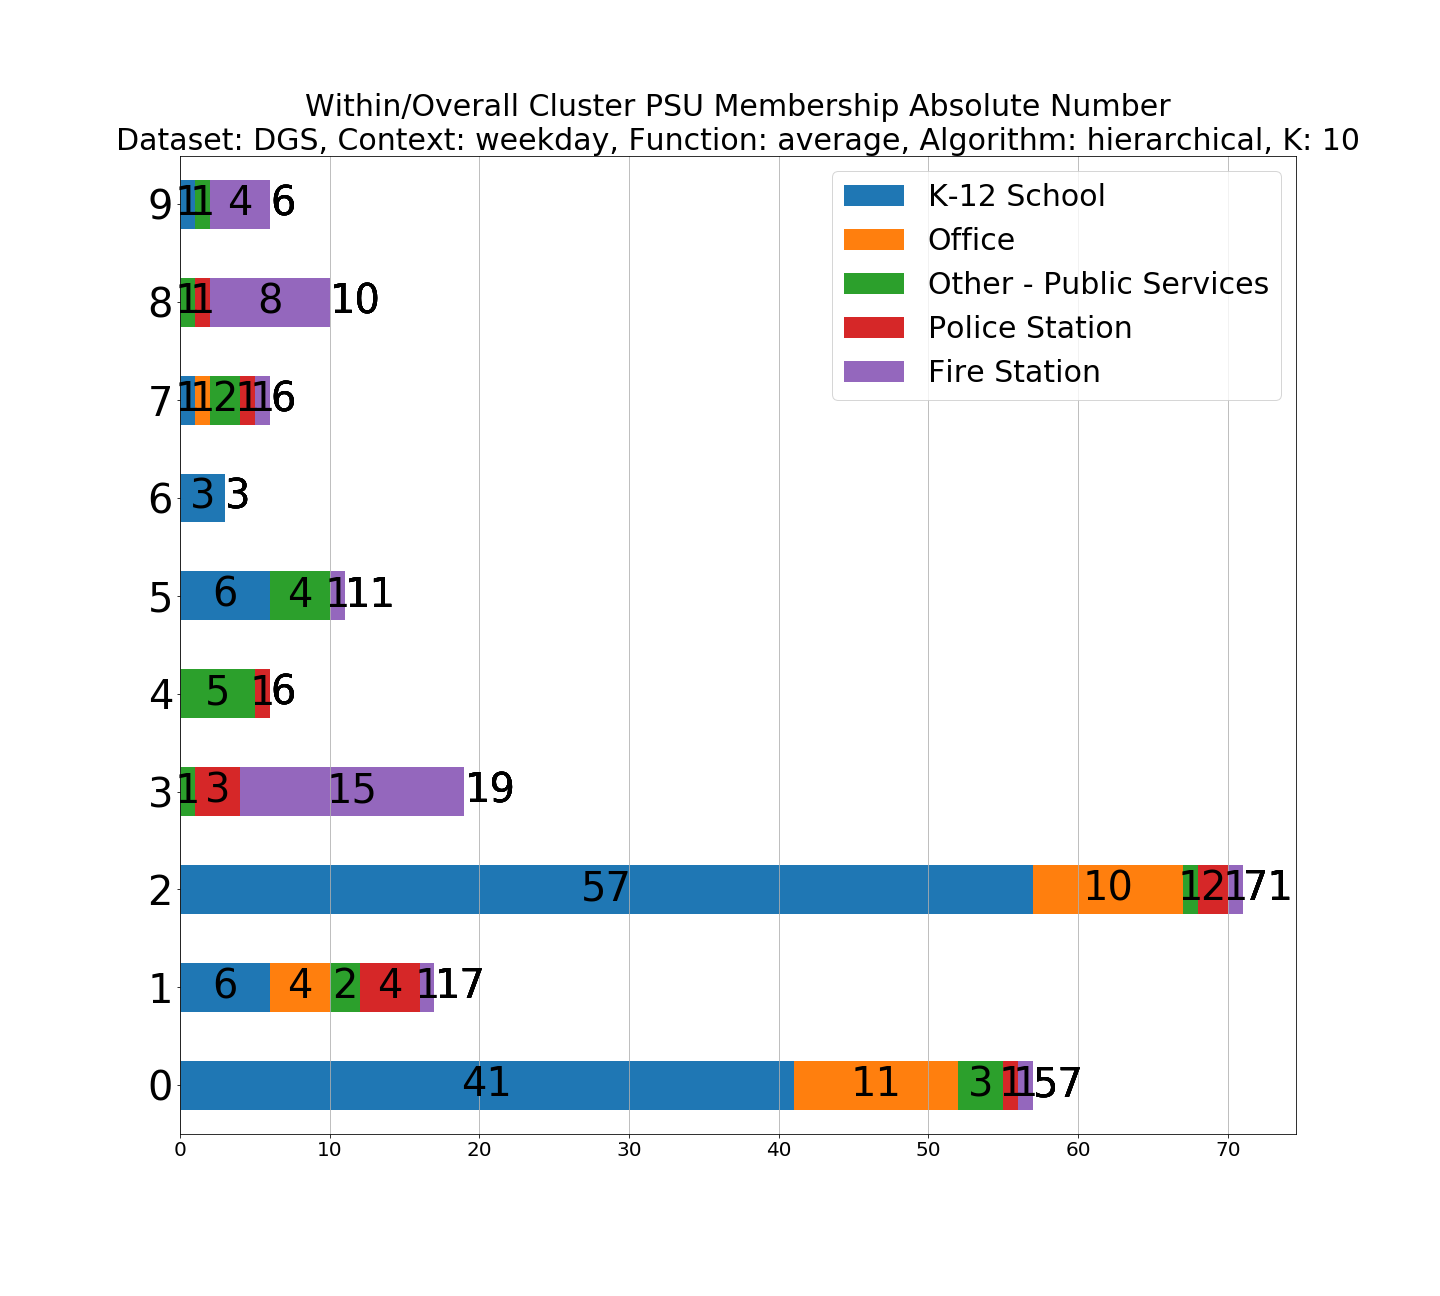 Within/Overall Cluster PSU Membership Absolute Number
Dataset: DGS, Context: weekday, Function: average, Algorithm: hierarchical, K: 10
K-12 School
Office
Other - Public Services
Police Station
Fire Station
9 1 1 4 6
8 1 1 8 10
7 1 1 2 1 1 6
6 3 3
5 6 4 1 11
4 5 1 6
3 1 3 15 19
2 57 10 1 2 1 71
1 6 4 2 4 1 17
0 41 11 3 1 1 57
0 10 20 30 40 50 60 70